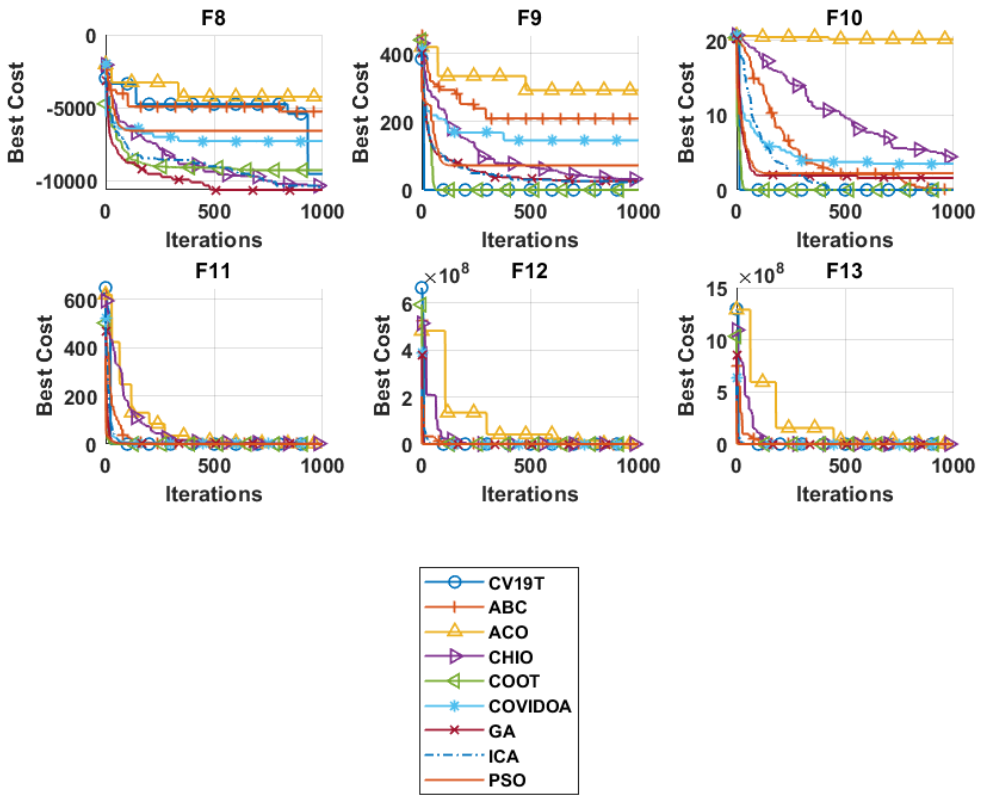 F8
F9
F10
Best Cost
0
-5000
-10000
0
500
1000
Iterations
Best Cost
400
200
0
0
500
1000
Iterations
Best Cost
20
10
0
0
500
1000
Iterations
F11
F12
F13
Best Cost
600
400
200
0
0
500
1000
Iterations
×10^8
Best Cost
6
4
2
0
0
500
1000
Iterations
×10^8
Best Cost
15
10
5
0
0
500
1000
Iterations
CV19T
ABC
ACO
CHIO
COOT
COVIDOA
GA
ICA
PSO